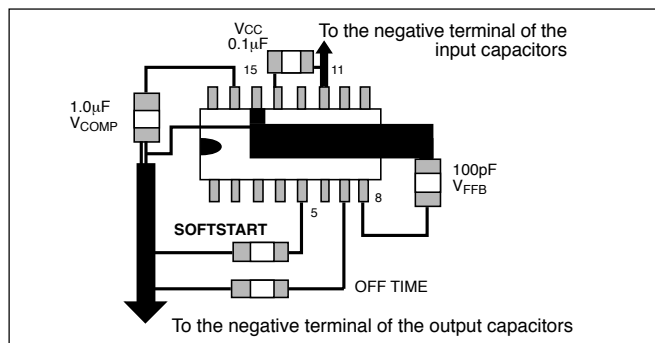 VCC
0.1µF
To the negative terminal of the
input capacitors
15
11
1.0µF
VCOMP
100pF
VFFB
5
8
SOFTSTART
OFF TIME
To the negative terminal of the output capacitors